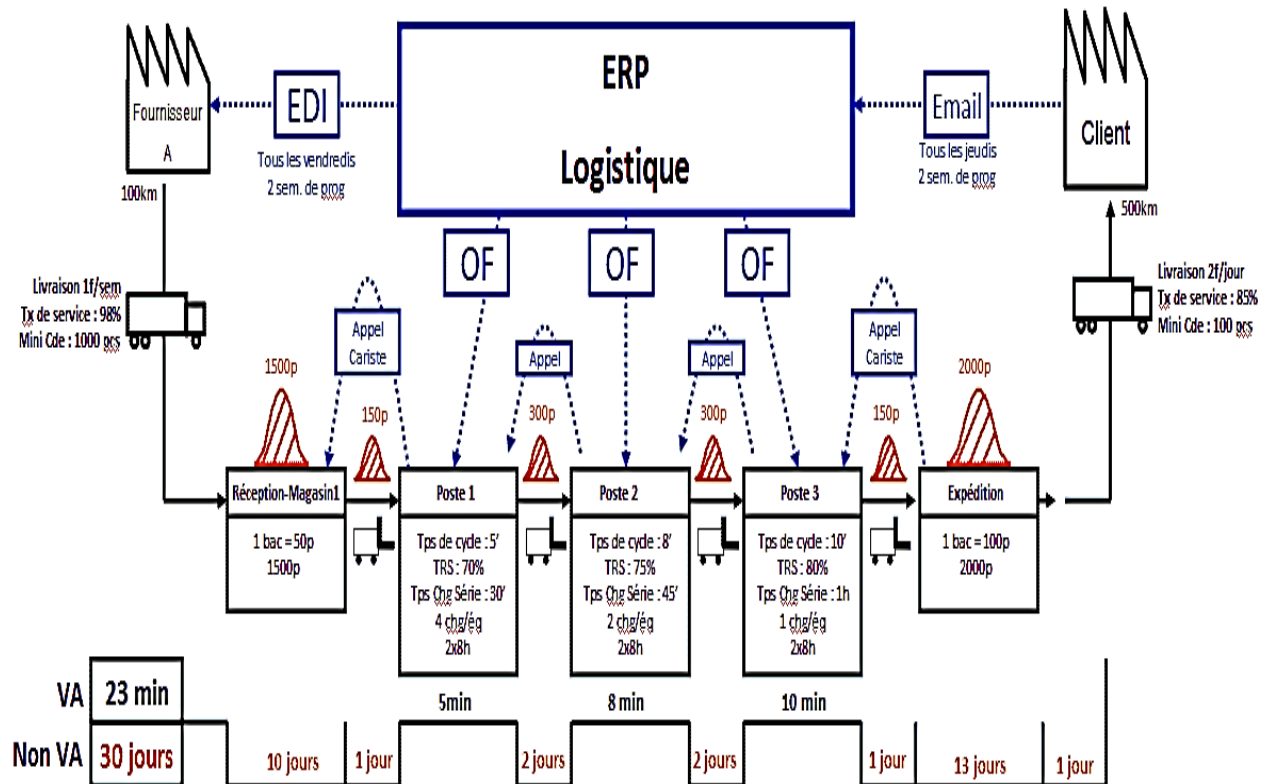 ERP
Logistique
Fournisseur
A
EDI
Tous les vendredis
2 sem. de prog
Email
Tous les jeudis
2 sem. de prog
Client
100km
500km
OF
OF
OF
Livraison 1f/sem
Tx de service : 98%
Mini Cde : 1000 pcs
Livraison 2f/jour
Tx de service : 85%
Mini Cde : 100 pcs
Appel
Cariste
Appel
Appel
Appel
Cariste
1500p
150p
300p
300p
150p
2000p
Réception-Magasin1
1 bac = 50p
1500p
Poste 1
Tps de cycle : 5’
TRS : 70%
Tps Chg Série : 30’
4 chg/éq
2x8h
Poste 2
Tps de cycle : 8’
TRS : 75%
Tps Chg Série : 45’
2 chg/éq
2x8h
Poste 3
Tps de cycle : 10’
TRS : 80%
Tps Chg Série : 1h
1 chg/éq
2x8h
Expédition
1 bac = 100p
2000p
VA
23 min
5min
8 min
10 min
Non VA
30 jours
10 jours
1 jour
2 jours
2 jours
1 jour
13 jours
1 jour